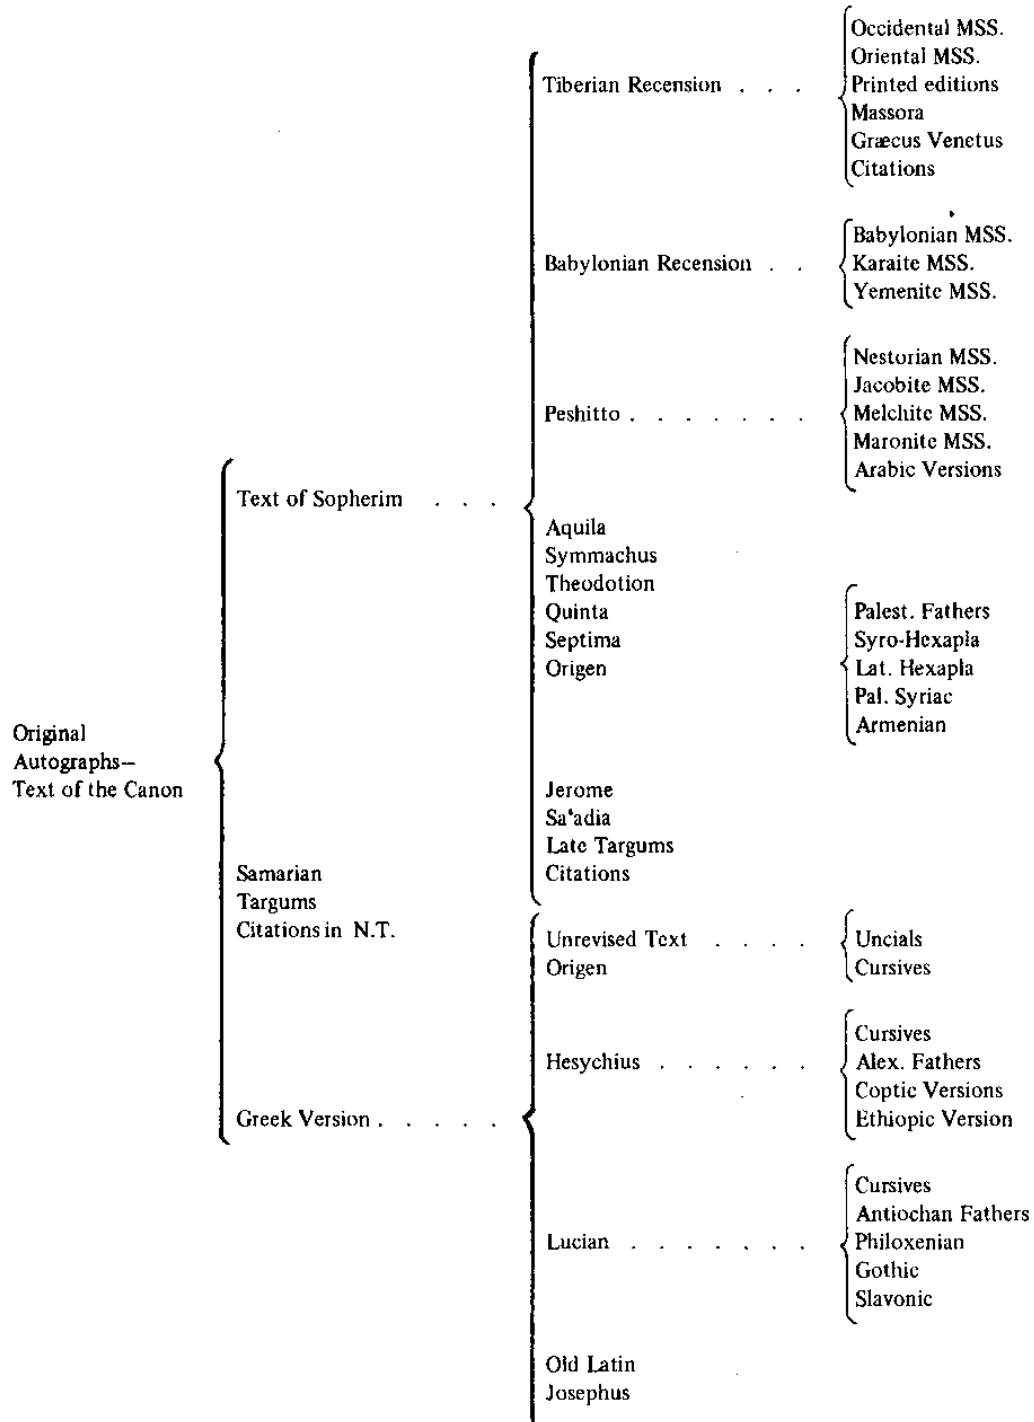 Original
Autographs—
Text of the Canon
Text of Sopherim . . .
Tiberian Recension . . .
Occidental MSS.
Oriental MSS.
Printed editions
Massora
Græcus Venetus
Citations
Babylonian Recension . .
Babylonian MSS.
Karaite MSS.
Yemenite MSS.
Peshitto . . . . . . .
Nestorian MSS.
Jacobite MSS.
Melchite MSS.
Maronite MSS.
Arabic Versions
Aquila
Symmachus
Theodotion
Quinta
Septima
Origen
Palest. Fathers
Syro-Hexapla
Lat. Hexapla
Pal. Syriac
Armenian
Jerome
Sa‘adia
Late Targums
Citations
Samarian
Targums
Citations in N.T.
Greek Version . . . . .
Unrevised Text . . . .
Origen
Uncials
Cursives
Hesychius . . . . . .
Cursives
Alex. Fathers
Coptic Versions
Ethiopic Version
Lucian . . . . . . .
Cursives
Antiochan Fathers
Philoxenian
Gothic
Slavonic
Old Latin
Josephus